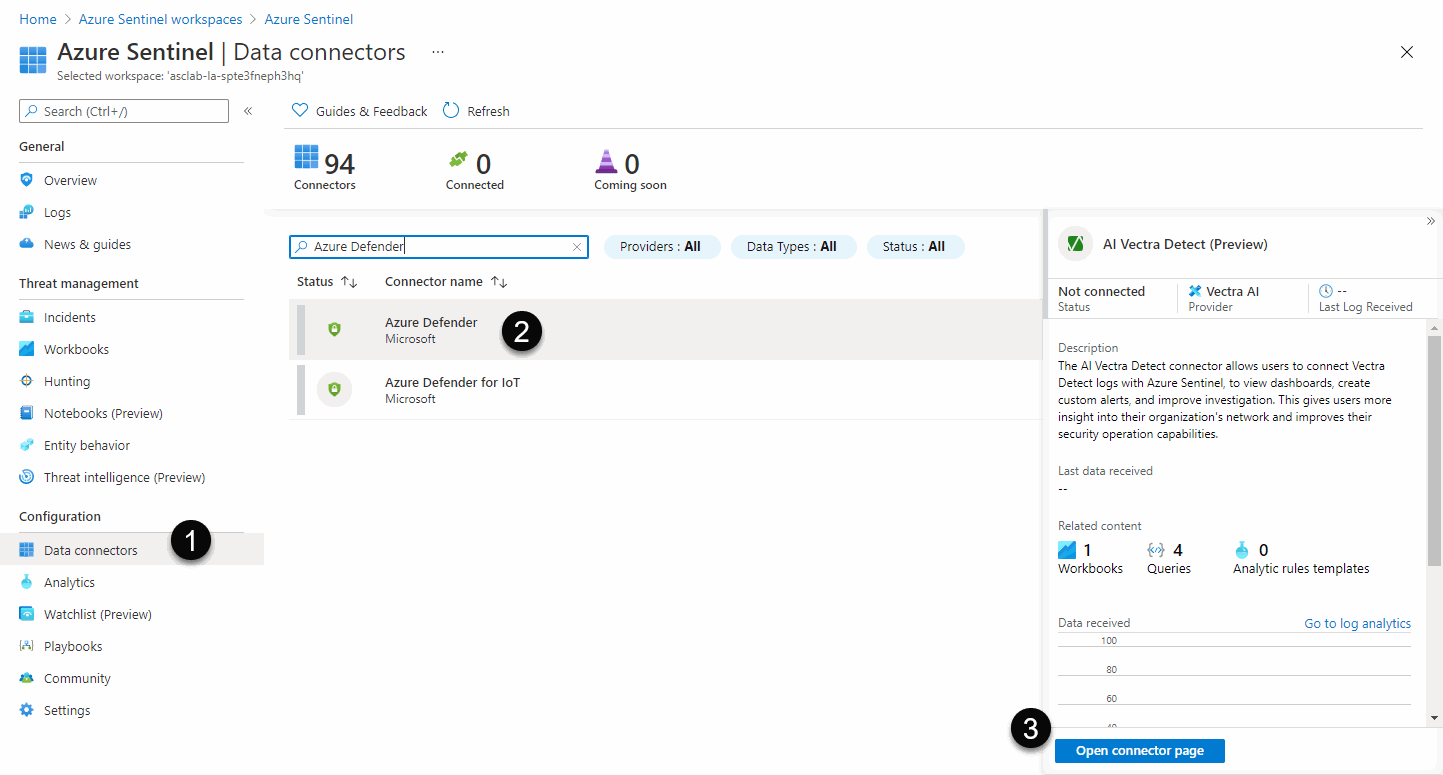 Home > Azure Sentinel workspaces > Azure Sentinel
Azure Sentinel | Data connectors ...
Selected workspace: 'asclab-la-spte3fneph3hq'
Search (Ctrl+/)
«
General
Overview
Logs
News & guides
Threat management
Incidents
Workbooks
Hunting
Notebooks (Preview)
Entity behavior
Threat intelligence (Preview)
Configuration
1
Data connectors
Analytics
Watchlist (Preview)
Playbooks
Community
Settings
Guides & Feedback Refresh
94 0 0
Connectors Connected Coming soon
Azure Defender
Providers : All Data Types : All Status : All
Status ↑↓ Connector name ↑↓
Azure Defender
Microsoft
2
Azure Defender for IoT
Microsoft
»
AI Vectra Detect (Preview)
Not connected Vectra AI --
Status Provider Last Log Received
Description
The AI Vectra Detect connector allows users to connect Vectra
Detect logs with Azure Sentinel, to view dashboards, create
custom alerts, and improve investigation. This gives users more
insight into their organization's network and improves their
security operation capabilities.
Last data received
--
Related content
1 4 0
Workbooks Queries Analytic rules templates
Data received Go to log analytics
100
80
60
40
3
Open connector page